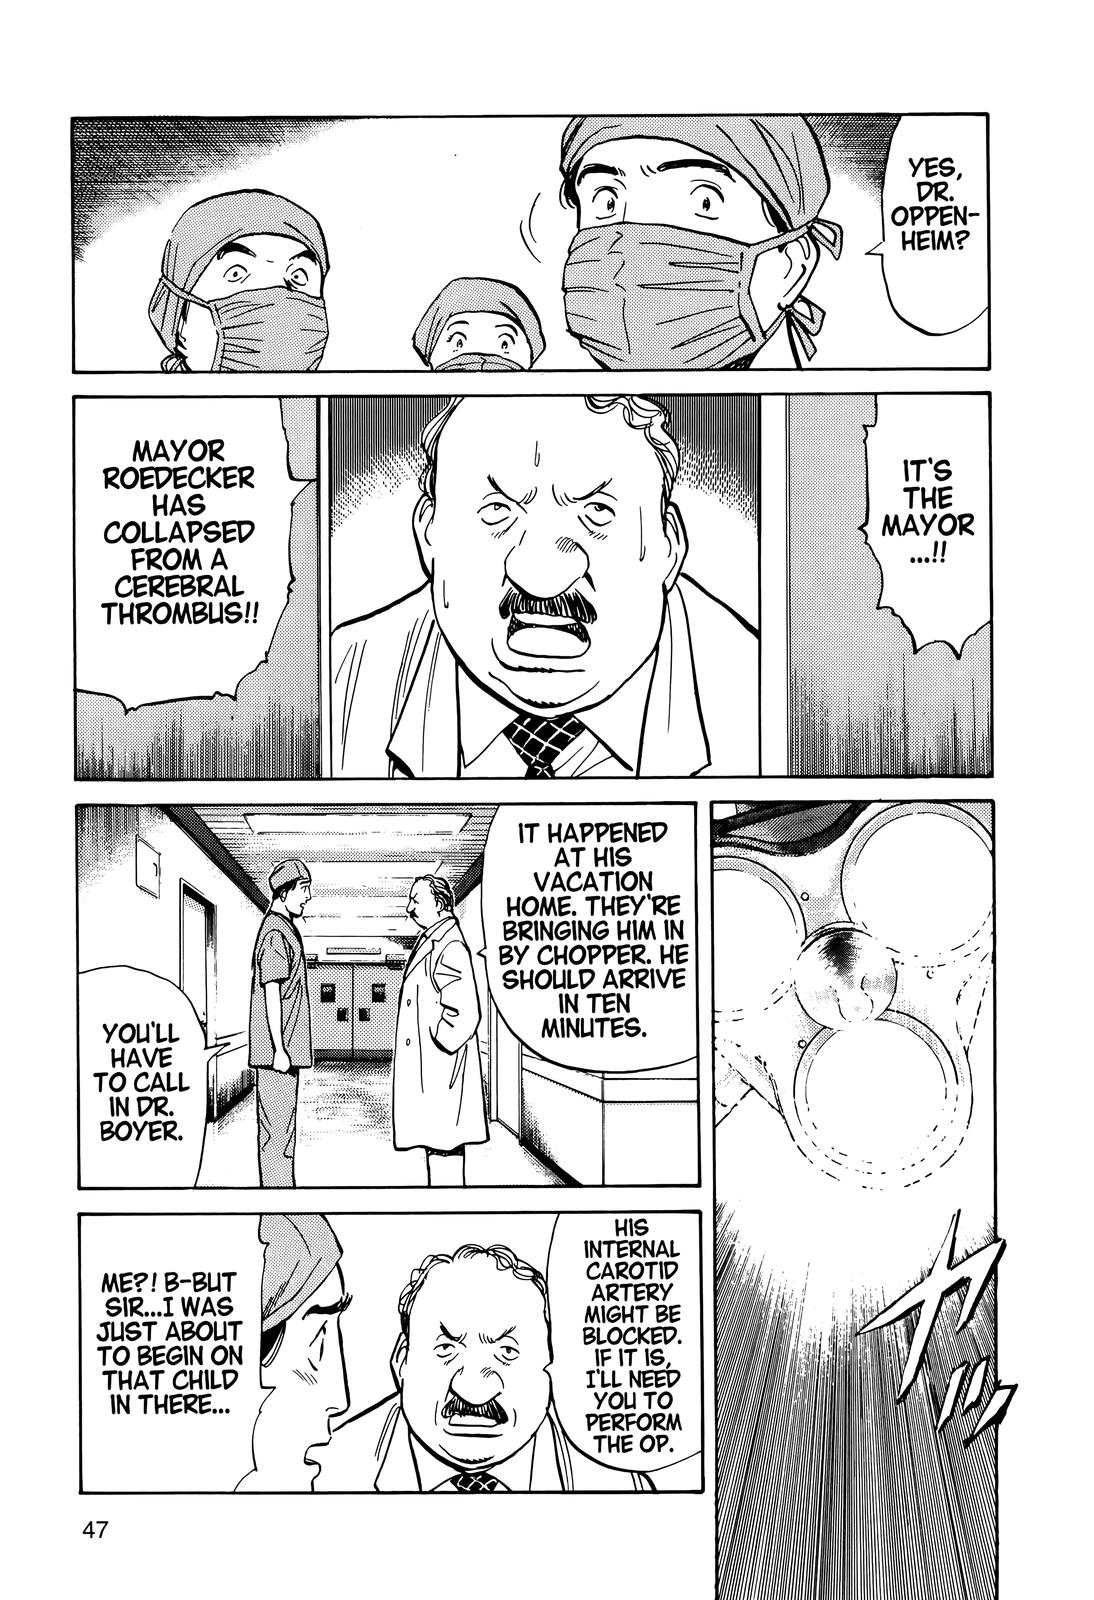 YES,
DR.
OPPEN-
HEIM?
IT'S
THE
MAYOR
...!!
MAYOR
ROEDECKER
HAS
COLLAPSED
FROM A
CEREBRAL
THROMBUS!!
ガッ
IT HAPPENED
AT HIS
VACATION
HOME. THEY'RE
BRINGING HIM IN
BY CHOPPER. HE
SHOULD ARRIVE
IN TEN
MINUTES.
YOU'LL
HAVE
TO CALL
IN DR.
BOYER.
HIS
INTERNAL
CAROTID
ARTERY
MIGHT BE
BLOCKED.
IF IT IS,
I'LL NEED
YOU TO
PERFORM
THE OP.
ME?! B-BUT
SIR...I WAS
JUST ABOUT
TO BEGIN ON
THAT CHILD
IN THERE...
47